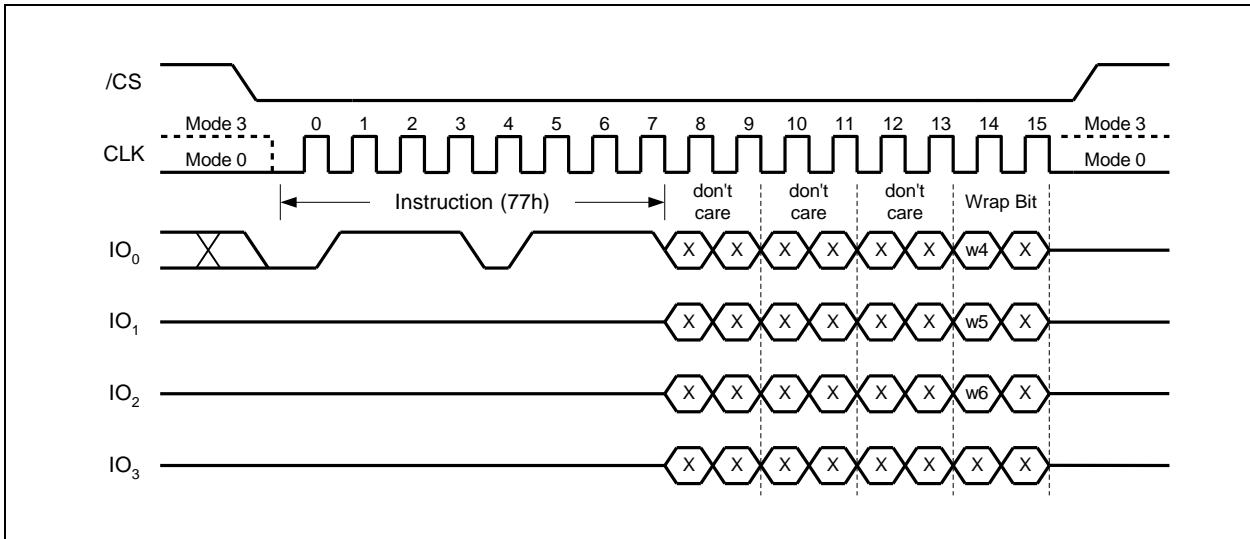 /CS
Mode 3 0 1 2 3 4 5 6 7 8 9 10 11 12 13 14 15 Mode 3
CLK
Mode 0 Mode 0
Instruction (77h) don't care don't care don't care Wrap Bit
IO0 X X X X X X w4 X
IO1 X X X X X X w5 X
IO2 X X X X X X w6 X
IO3 X X X X X X X X